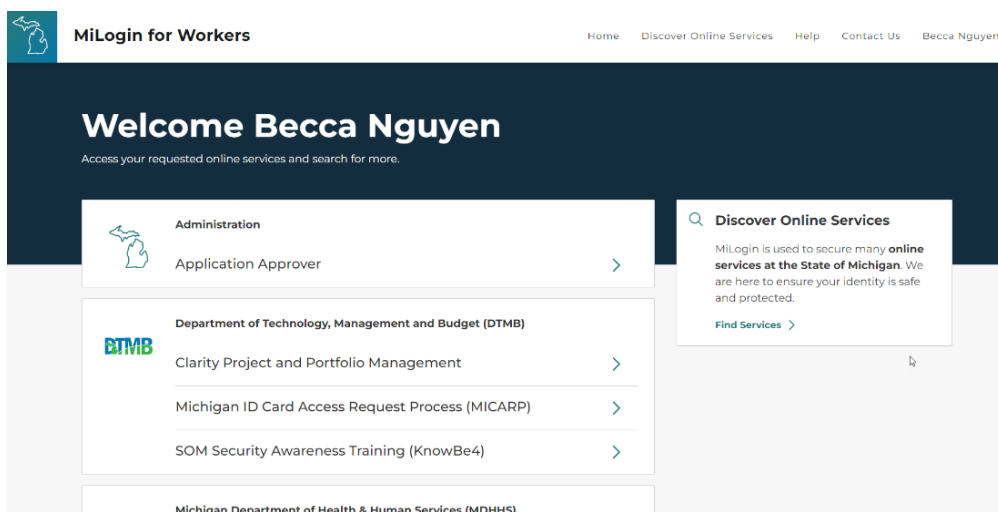 MiLogin for Workers
Home Discover Online Services Help Contact Us Becca Nguyen
Welcome Becca Nguyen
Access your requested online services and search for more.
Administration
Application Approver
Discover Online Services
MiLogin is used to secure many online
services at the State of Michigan. We
are here to ensure your identity is safe
and protected.
Find Services
DTMB
Department of Technology, Management and Budget (DTMB)
Clarity Project and Portfolio Management
Michigan ID Card Access Request Process (MICARP)
SOM Security Awareness Training (KnowBe4)
Michigan Department of Health & Human Services (MDHHS)